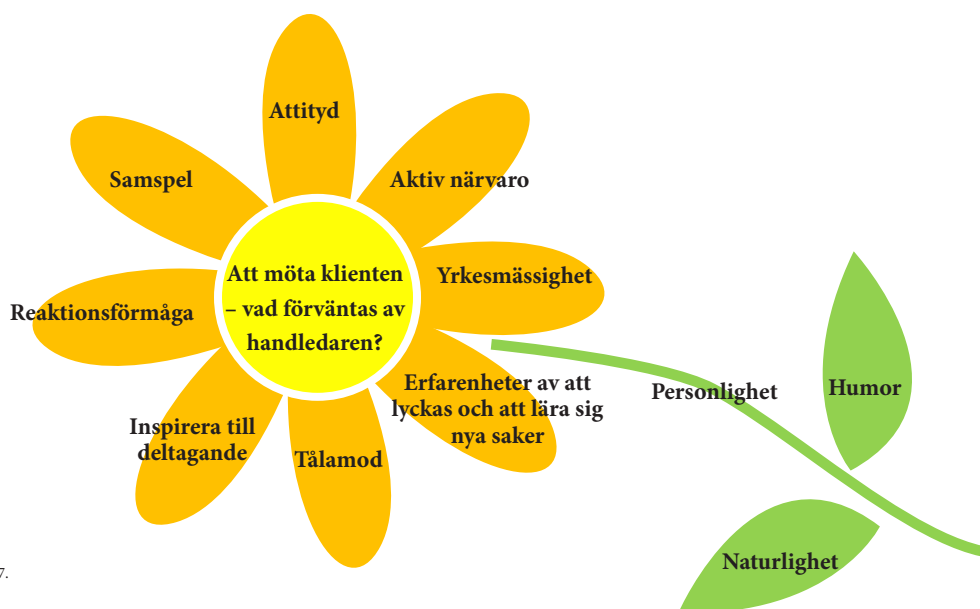 Attityd
Samspel
Aktiv närvaro
Att möta klienten
– vad förväntas av
handledaren?
Yrkesmässighet
Reaktionsförmåga
Erfarenheter av att
lyckas och att lära sig
nya saker
Inspirera till
deltagande
Tålamod
Personlighet
Humor
Naturlighet
7.